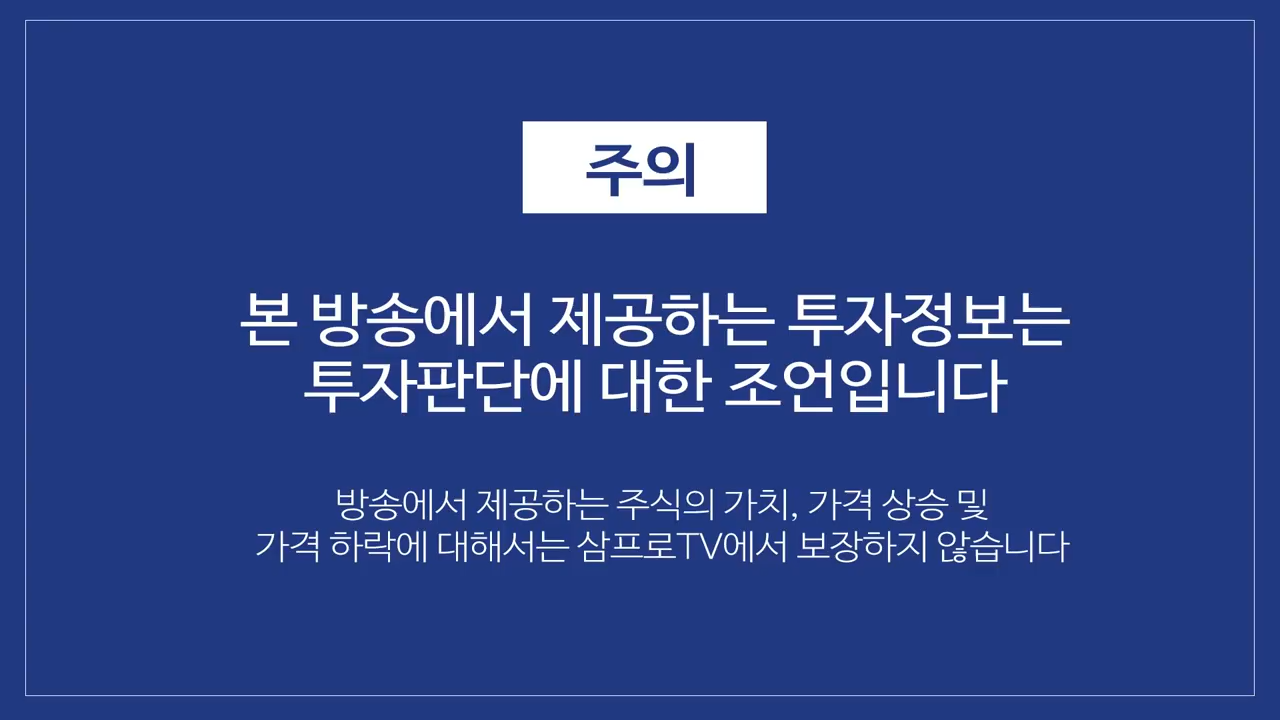 주의
본 방송에서 제공하는 투자정보는
투자판단에 대한 조언입니다
방송에서 제공하는 주식의 가치, 가격 상승 및
가격 하락에 대해서는 삼프로TV에서 보장하지 않습니다